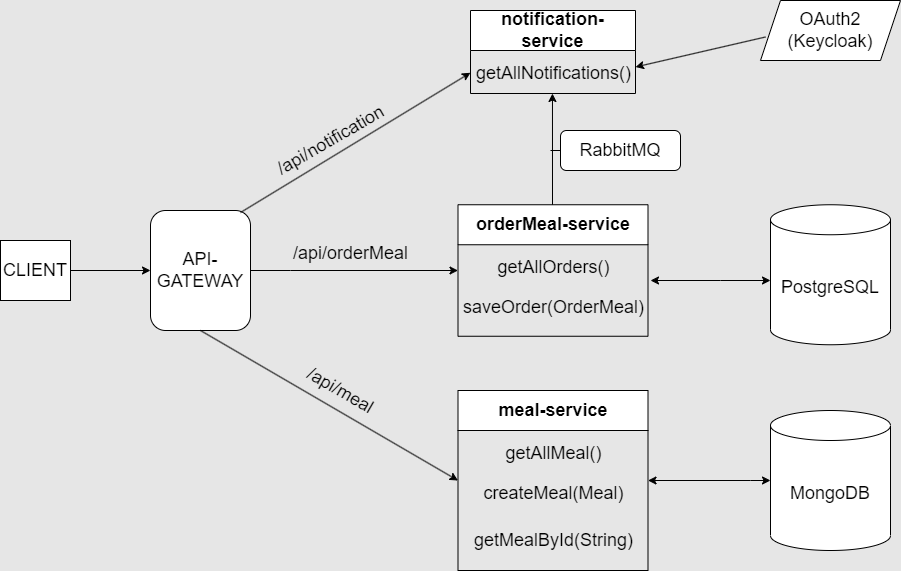 notification-
service
getAllNotifications()
OAuth2
(Keycloak)
/api/notification
RabbitMQ
CLIENT
API-
GATEWAY
/api/orderMeal
orderMeal-service
getAllOrders()
saveOrder(OrderMeal)
PostgreSQL
/api/meal
meal-service
getAllMeal()
createMeal(Meal)
getMealById(String)
MongoDB